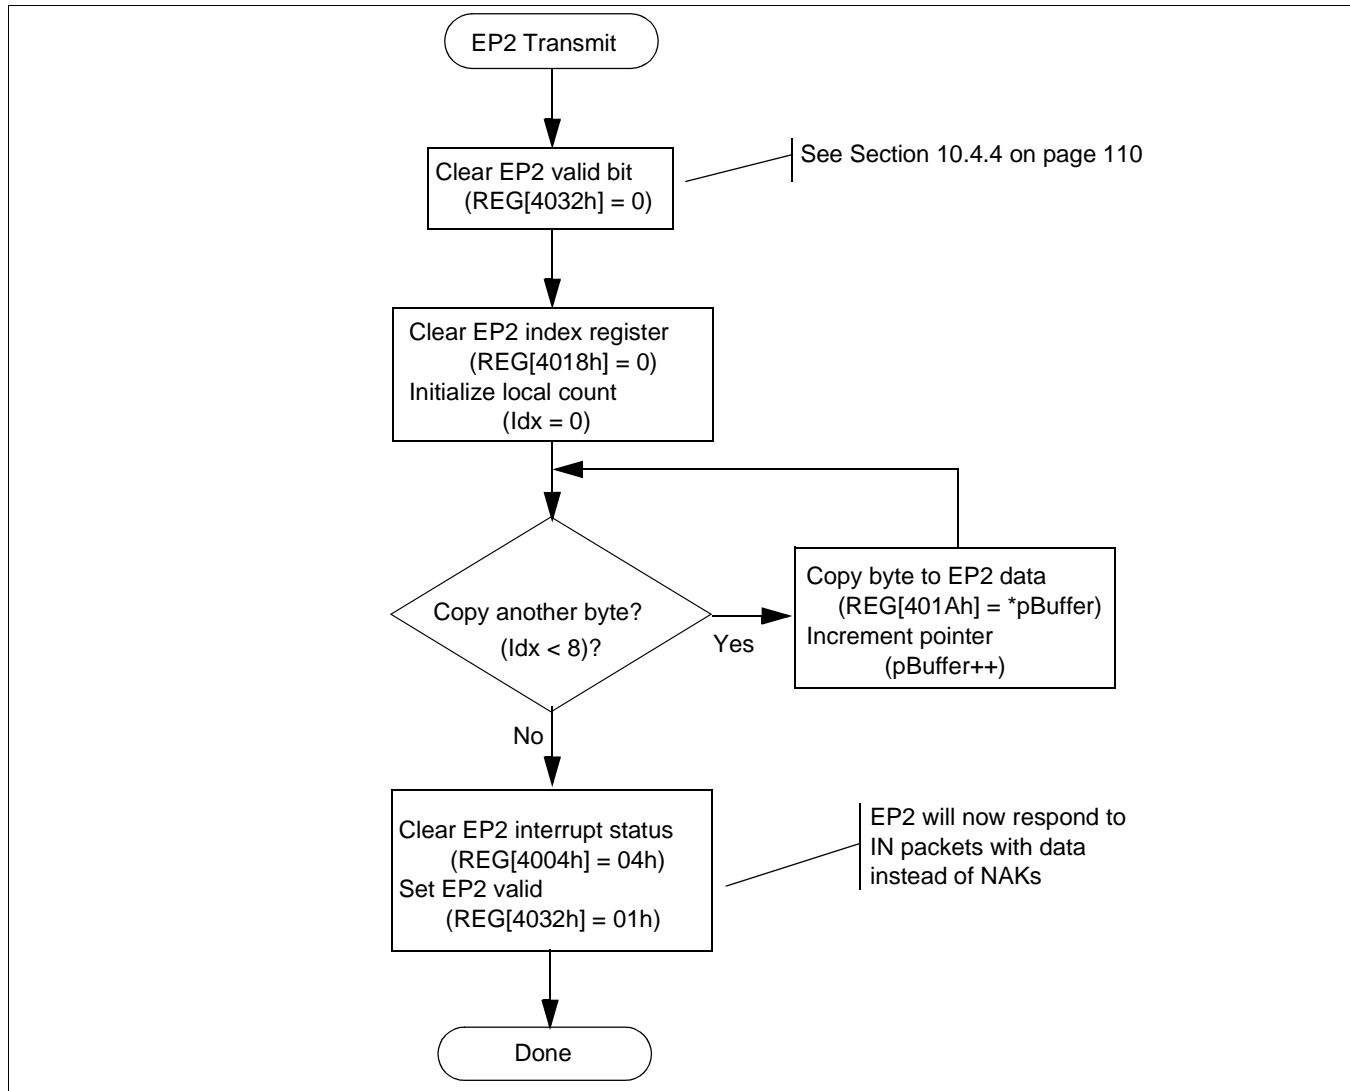 EP2 Transmit
Clear EP2 valid bit
(REG[4032h] = 0)
See Section 10.4.4 on page 110
Clear EP2 index register
(REG[4018h] = 0)
Initialize local count
(Idx = 0)
Copy another byte?
(Idx < 8)?
Yes
Copy byte to EP2 data
(REG[401Ah] = *pBuffer)
Increment pointer
(pBuffer++)
No
Clear EP2 interrupt status
(REG[4004h] = 04h)
Set EP2 valid
(REG[4032h] = 01h)
EP2 will now respond to
IN packets with data
instead of NAKs
Done